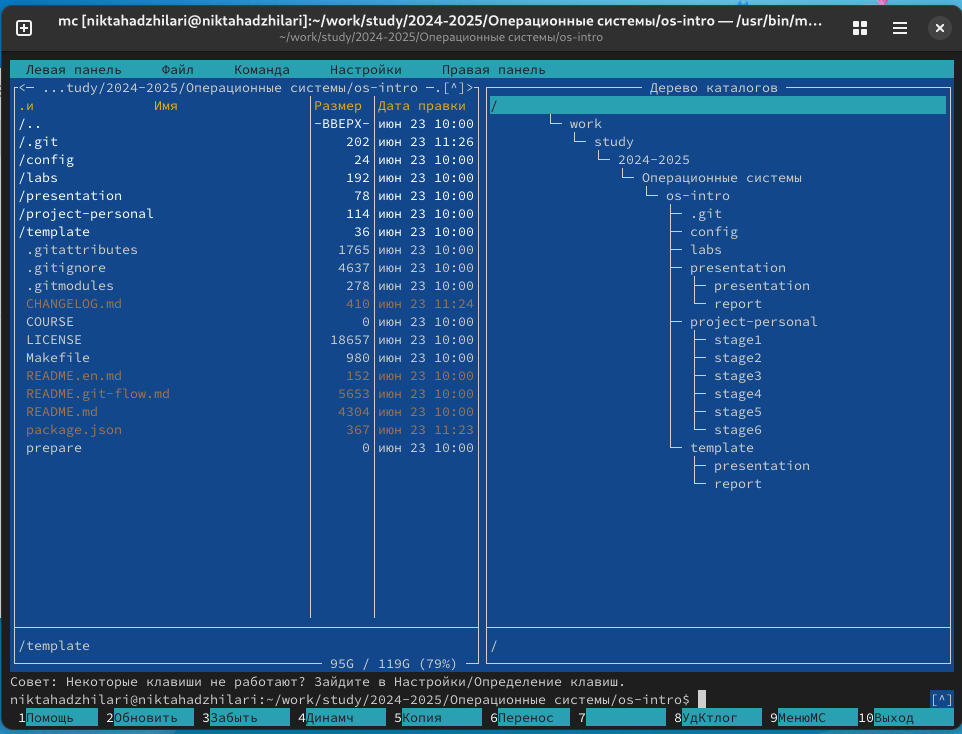 mc [niktahadzhilari@niktahadzhilari]:~/work/study/2024-2025/Операционные системы/os-intro — /usr/bin/m...
~/work/study/2024-2025/Операционные системы/os-intro
Левая панель Файл Команда Настройки Правая панель
<— ...tudy/2024-2025/Операционные системы/os-intro —.[^]>
.и Имя Размер Дата правки
/.. -ВВЕРХ- июн 23 10:00
/.git 202 июн 23 11:26
/config 24 июн 23 10:00
/labs 192 июн 23 10:00
/presentation 78 июн 23 10:00
/project-personal 114 июн 23 10:00
/template 36 июн 23 10:00
.gitattributes 1765 июн 23 10:00
.gitignore 4637 июн 23 10:00
.gitmodules 278 июн 23 10:00
CHANGELOG.md 410 июн 23 11:24
COURSE 0 июн 23 10:00
LICENSE 18657 июн 23 10:00
Makefile 980 июн 23 10:00
README.en.md 152 июн 23 10:00
README.git-flow.md 5653 июн 23 10:00
README.md 4304 июн 23 10:00
package.json 367 июн 23 11:23
prepare 0 июн 23 10:00
/template
95G / 119G (79%)
Дерево каталогов
/
work
study
2024-2025
Операционные системы
os-intro
.git
config
labs
presentation
presentation
report
project-personal
stage1
stage2
stage3
stage4
stage5
stage6
template
presentation
report
/
Совет: Некоторые клавиши не работают? Зайдите в Настройки/Определение клавиш.
niktahadzhilari@niktahadzhilari:~/work/study/2024-2025/Операционные системы/os-intro$ [^]
1Помощь 2Обновить 3Забыть 4Динамч 5Копия 6Перенос 7 8УдКтлог 9МенюМС 10Выход